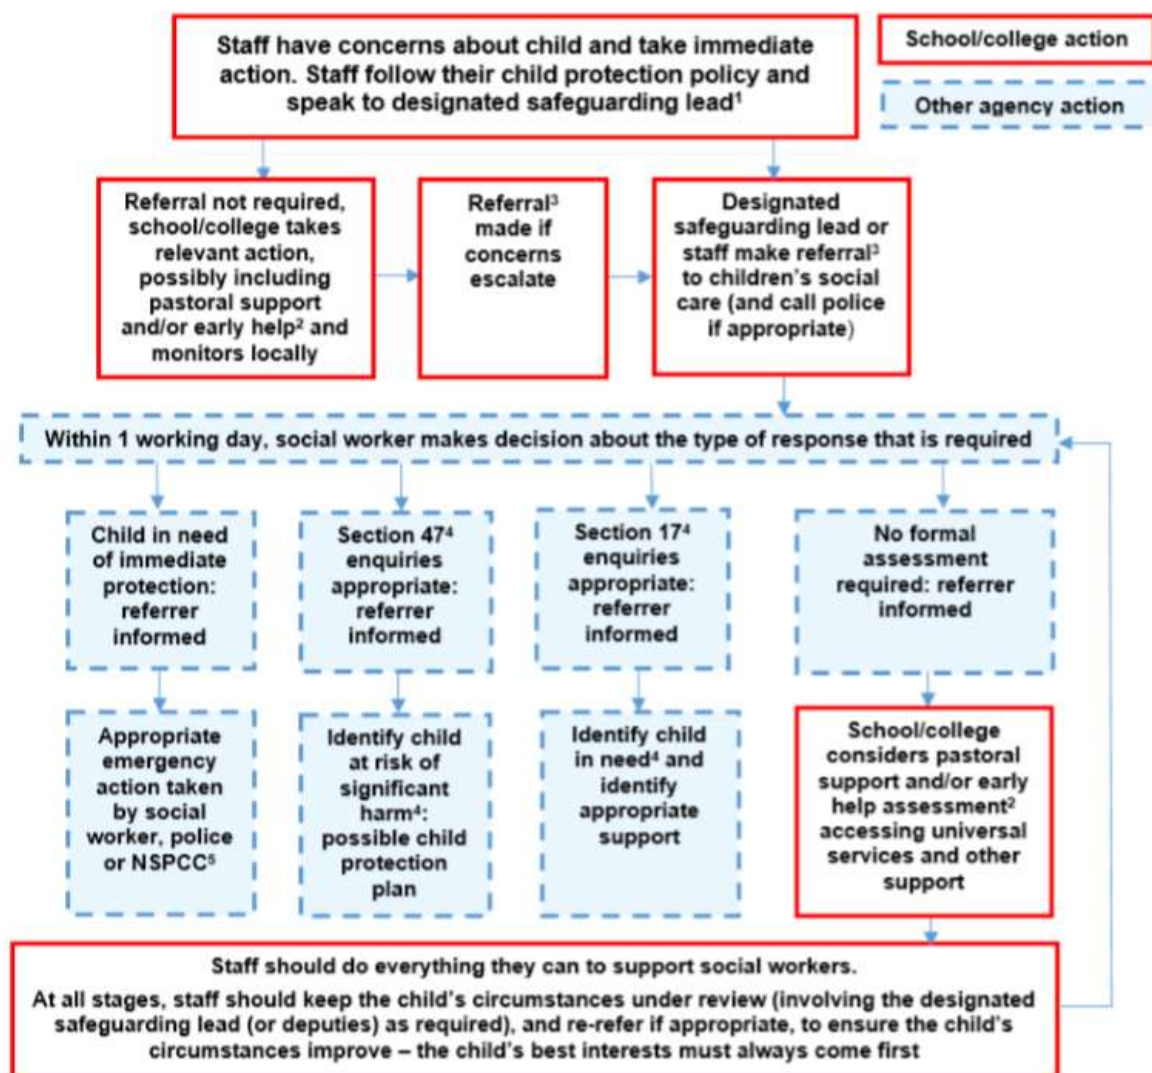 Staff have concerns about child and take immediate
action. Staff follow their child protection policy and
speak to designated safeguarding lead¹
School/college action
Other agency action
Referral not required,
school/college takes
relevant action,
possibly including
pastoral support
and/or early help² and
monitors locally
Referral³
made if
concerns
escalate
Designated
safeguarding lead or
staff make referral³
to children's social
care (and call police
if appropriate)
Within 1 working day, social worker makes decision about the type of response that is required
Child in need
of immediate
protection:
referrer
informed
Section 47⁴
enquiries
appropriate:
referrer
informed
Section 17⁴
enquiries
appropriate:
referrer
informed
No formal
assessment
required: referrer
informed
Appropriate
emergency
action taken
by social
worker, police
or NSPCC⁵
Identify child
at risk of
significant
harm⁴:
possible child
protection
plan
Identify child
in need⁴ and
identify
appropriate
support
School/college
considers pastoral
support and/or early
help assessment²
accessing universal
services and other
support
Staff should do everything they can to support social workers.
At all stages, staff should keep the child's circumstances under review (involving the designated
safeguarding lead (or deputies) as required), and re-refer if appropriate, to ensure the child's
circumstances improve – the child's best interests must always come first